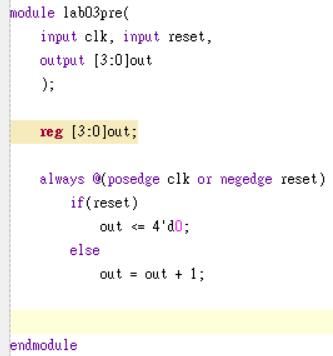 module lab03pre(
input clk, input reset,
output [3:0]out
);
reg [3:0]out;
always @(posedge clk or negedge reset)
if(reset)
out <= 4'd0;
else
out = out + 1;
endmodule